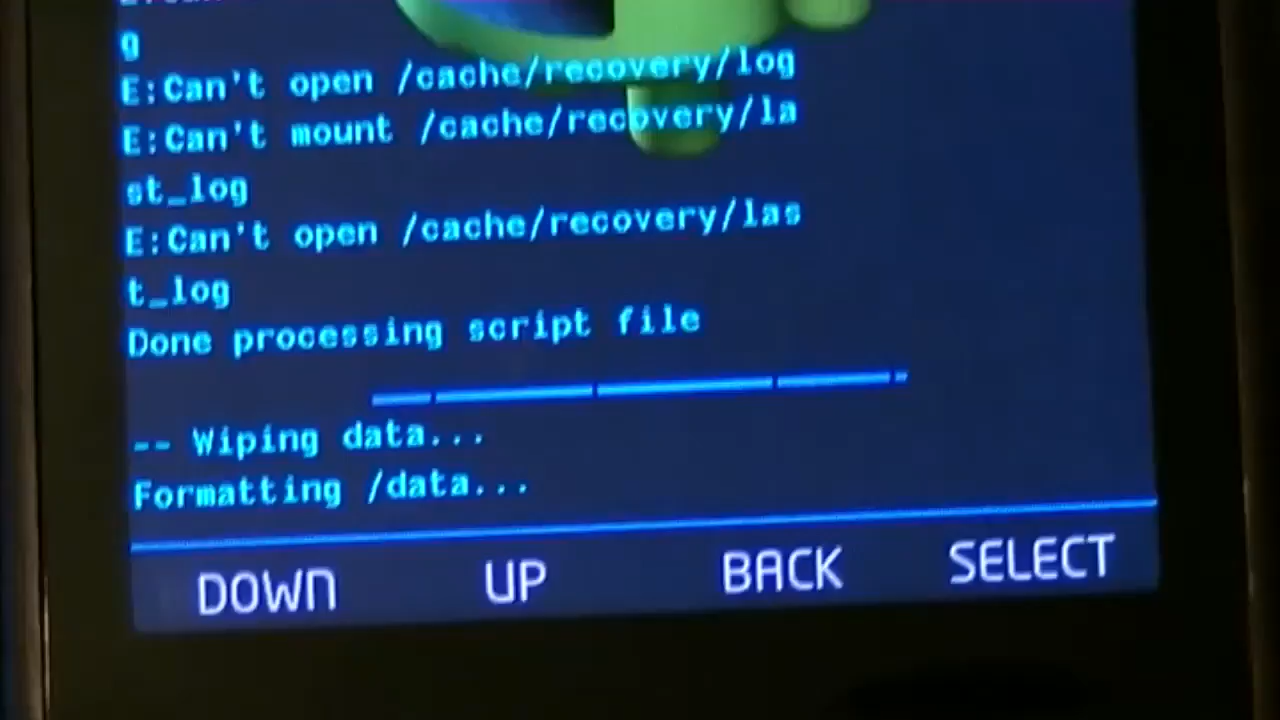 g
E:Can't open /cache/recovery/log
E:Can't mount /cache/recovery/la
st_log
E:Can't open /cache/recovery/las
t_log
Done processing script file
-- Wiping data...
Formatting /data...
DOWN UP BACK SELECT